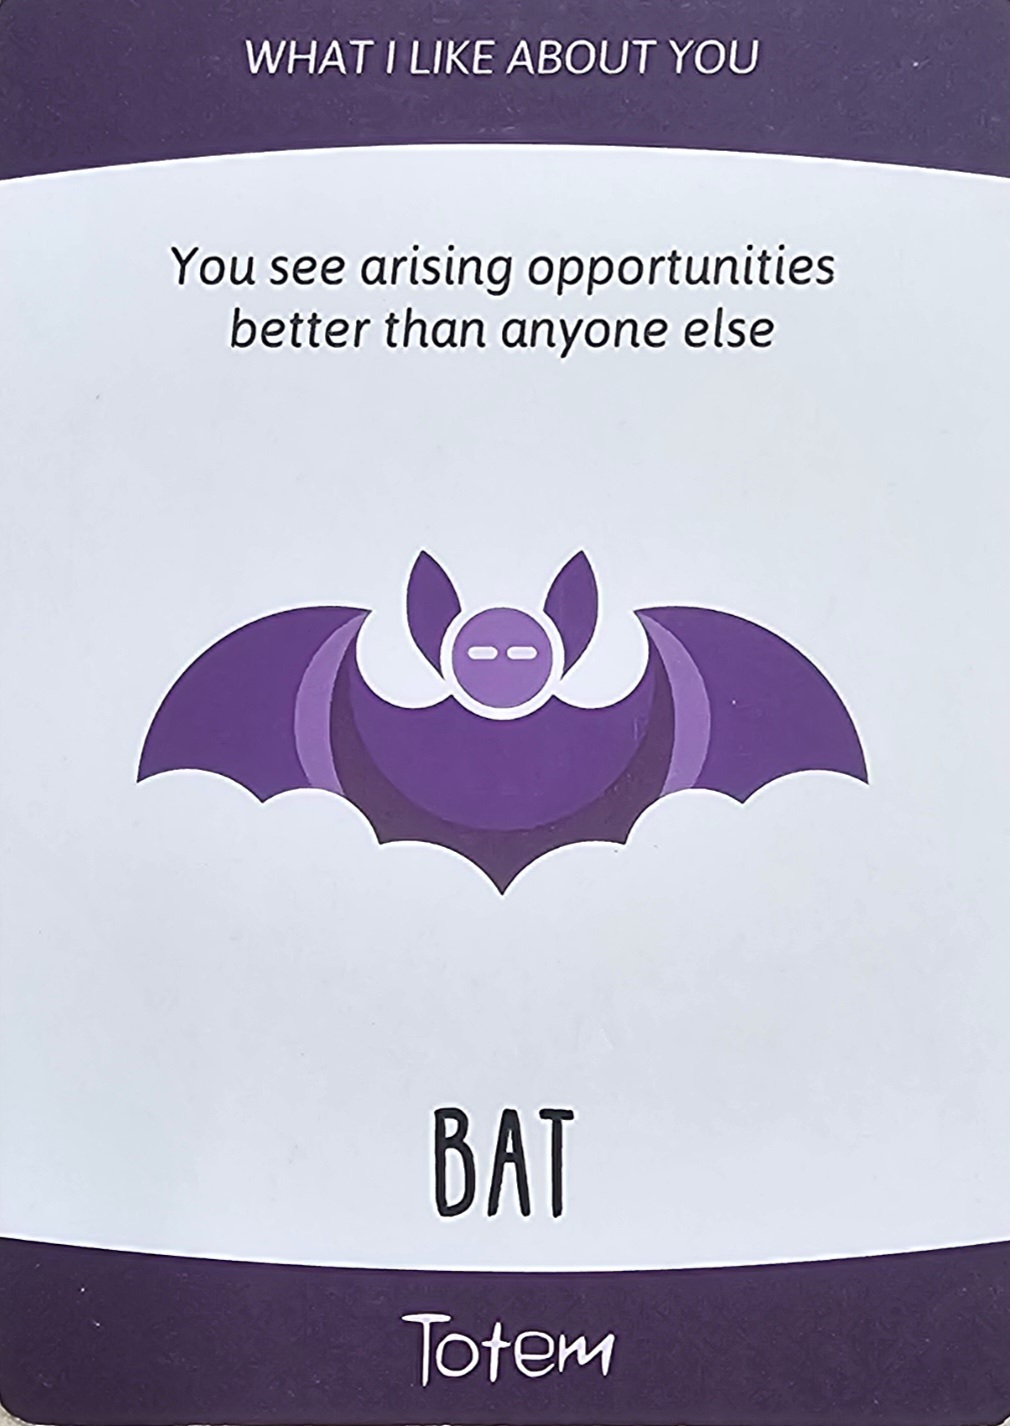 WHAT I LIKE ABOUT YOU
You see arising opportunities
better than anyone else
BAT
Totem